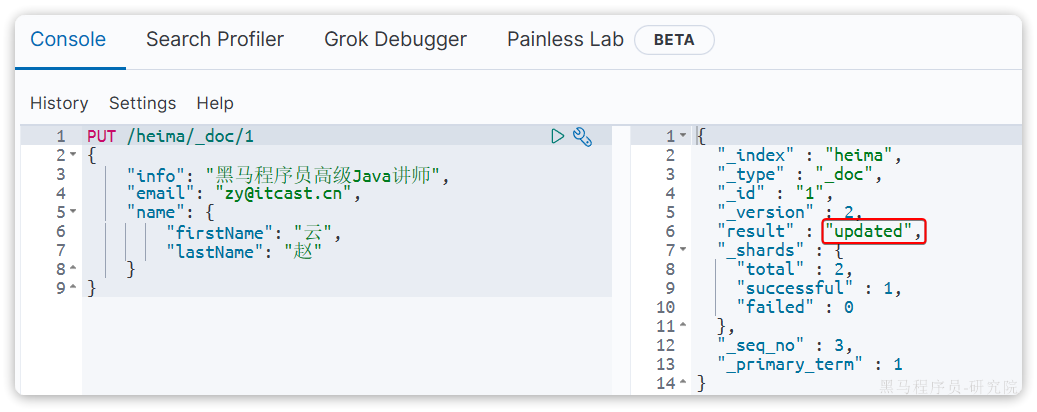 Console Search Profiler Grok Debugger Painless Lab BETA
History Settings Help
1 PUT /heima/_doc/1
2 {
3 "info": "黑马程序员高级Java讲师",
4 "email": "zy@itcast.cn",
5 "name": {
6 "firstName": "云",
7 "lastName": "赵"
8 }
9 }
1 {
2 "_index" : "heima",
3 "_type" : "_doc",
4 "_id" : "1",
5 "_version" : 2,
6 "result" : "updated",
7 "_shards" : {
8 "total" : 2,
9 "successful" : 1,
10 "failed" : 0
11 },
12 "_seq_no" : 3,
13 "_primary_term" : 1
14 }
黑马程序员-研究院